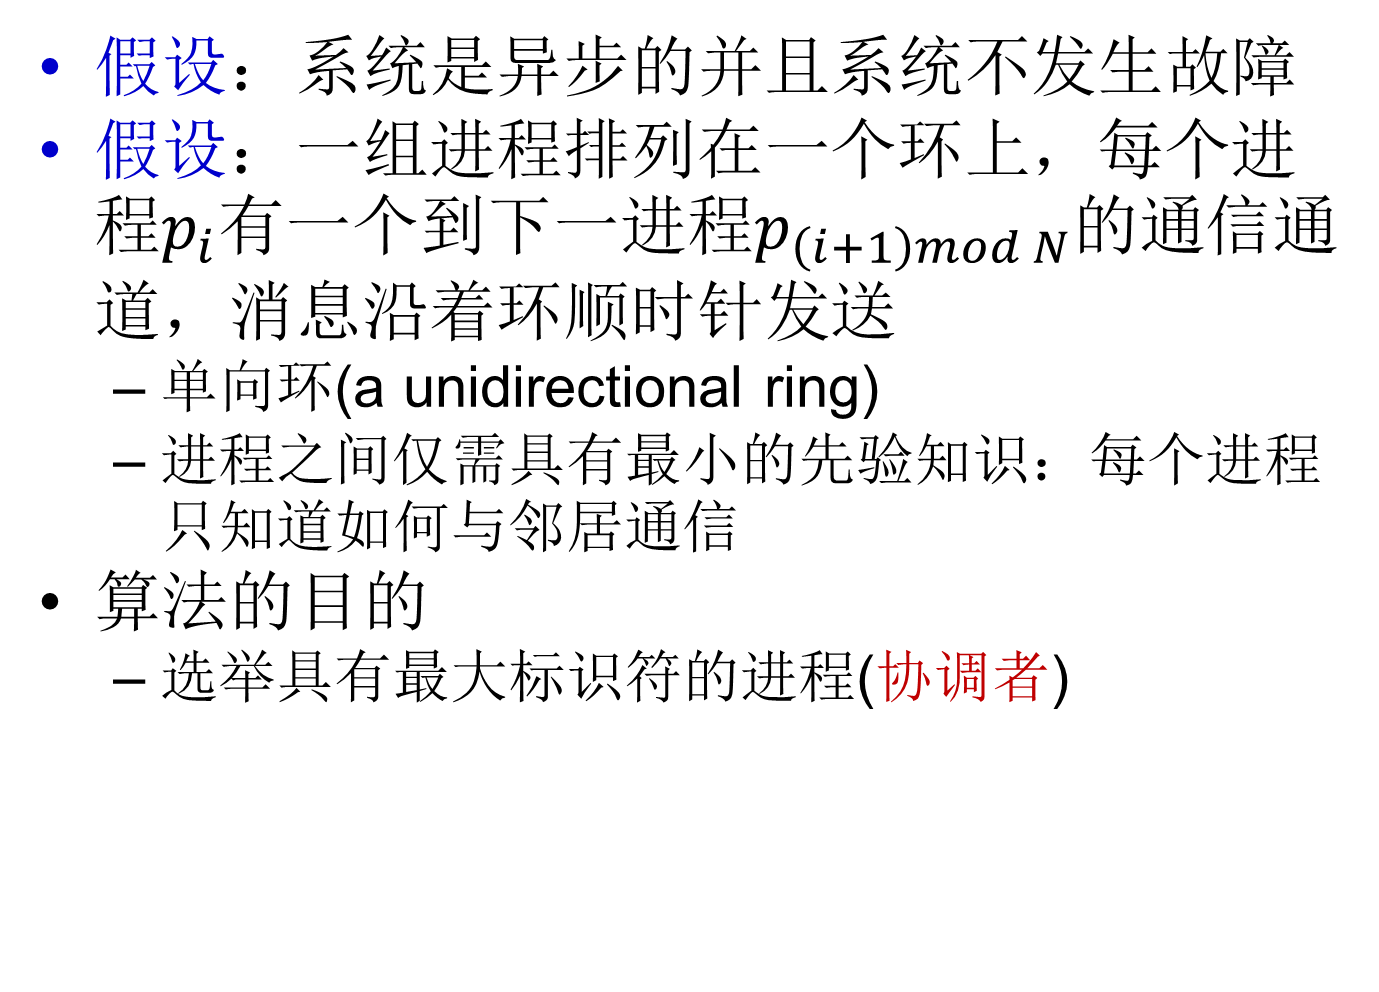 • 假设：系统是异步的并且系统不发生故障
• 假设：一组进程排列在一个环上，每个进
程p_i有一个到下一进程p_{(i+1)mod N}的通信通
道，消息沿着环顺时针发送
– 单向环(a unidirectional ring)
– 进程之间仅需具有最小的先验知识：每个进程
只知道如何与邻居通信
• 算法的目的
– 选举具有最大标识符的进程(协调者)